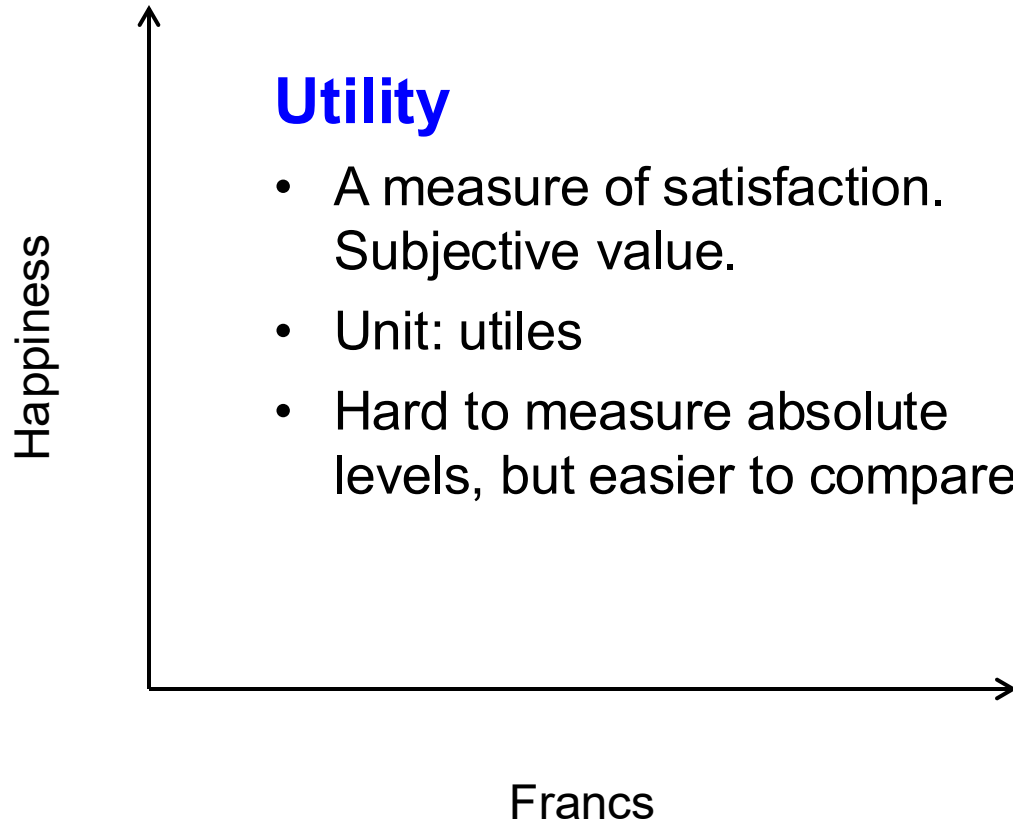 Utility
• A measure of satisfaction.
Subjective value.
• Unit: utiles
• Hard to measure absolute
levels, but easier to compare
Happiness
Francs